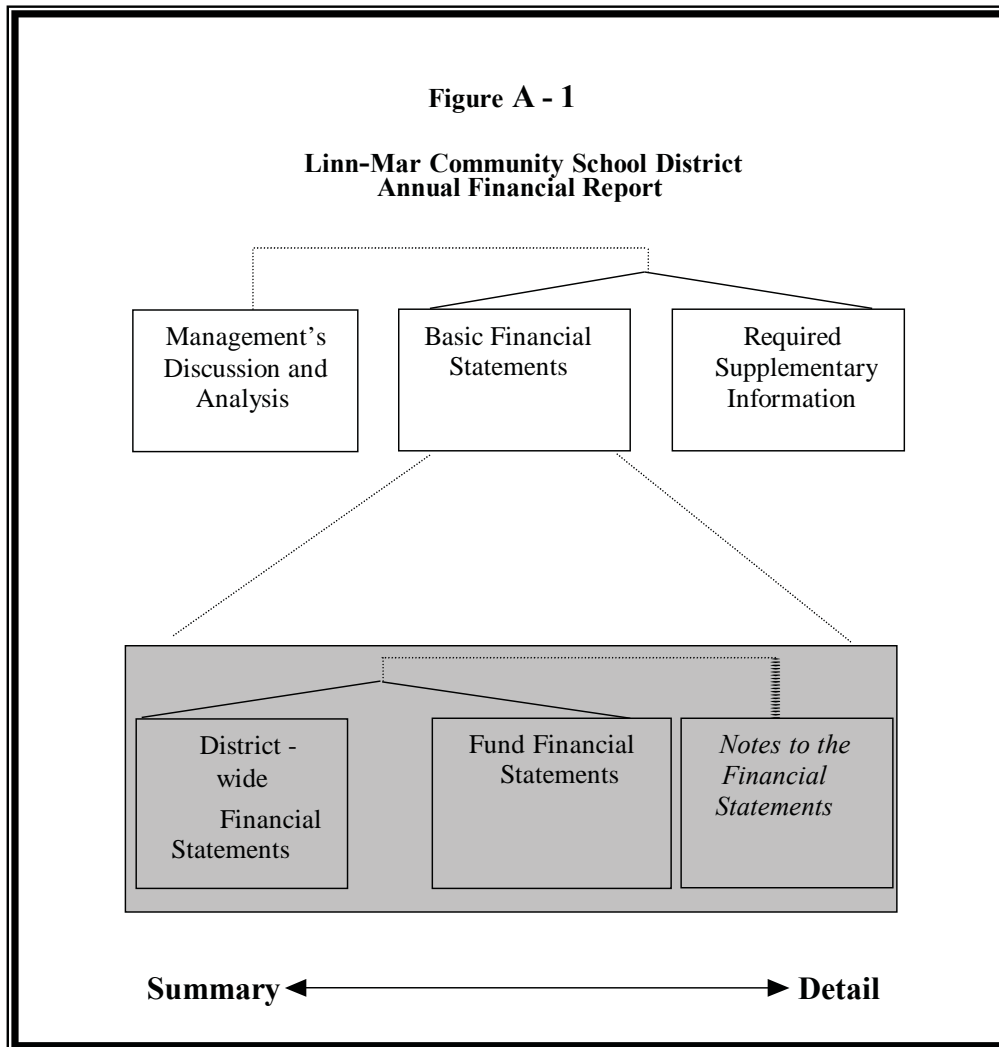 Figure A - 1
Linn-Mar Community School District
Annual Financial Report
Management's
Discussion and
Analysis
Basic Financial
Statements
Required
Supplementary
Information
District -
wide
Financial
Statements
Fund Financial
Statements
Notes to the
Financial
Statements
Summary
Detail